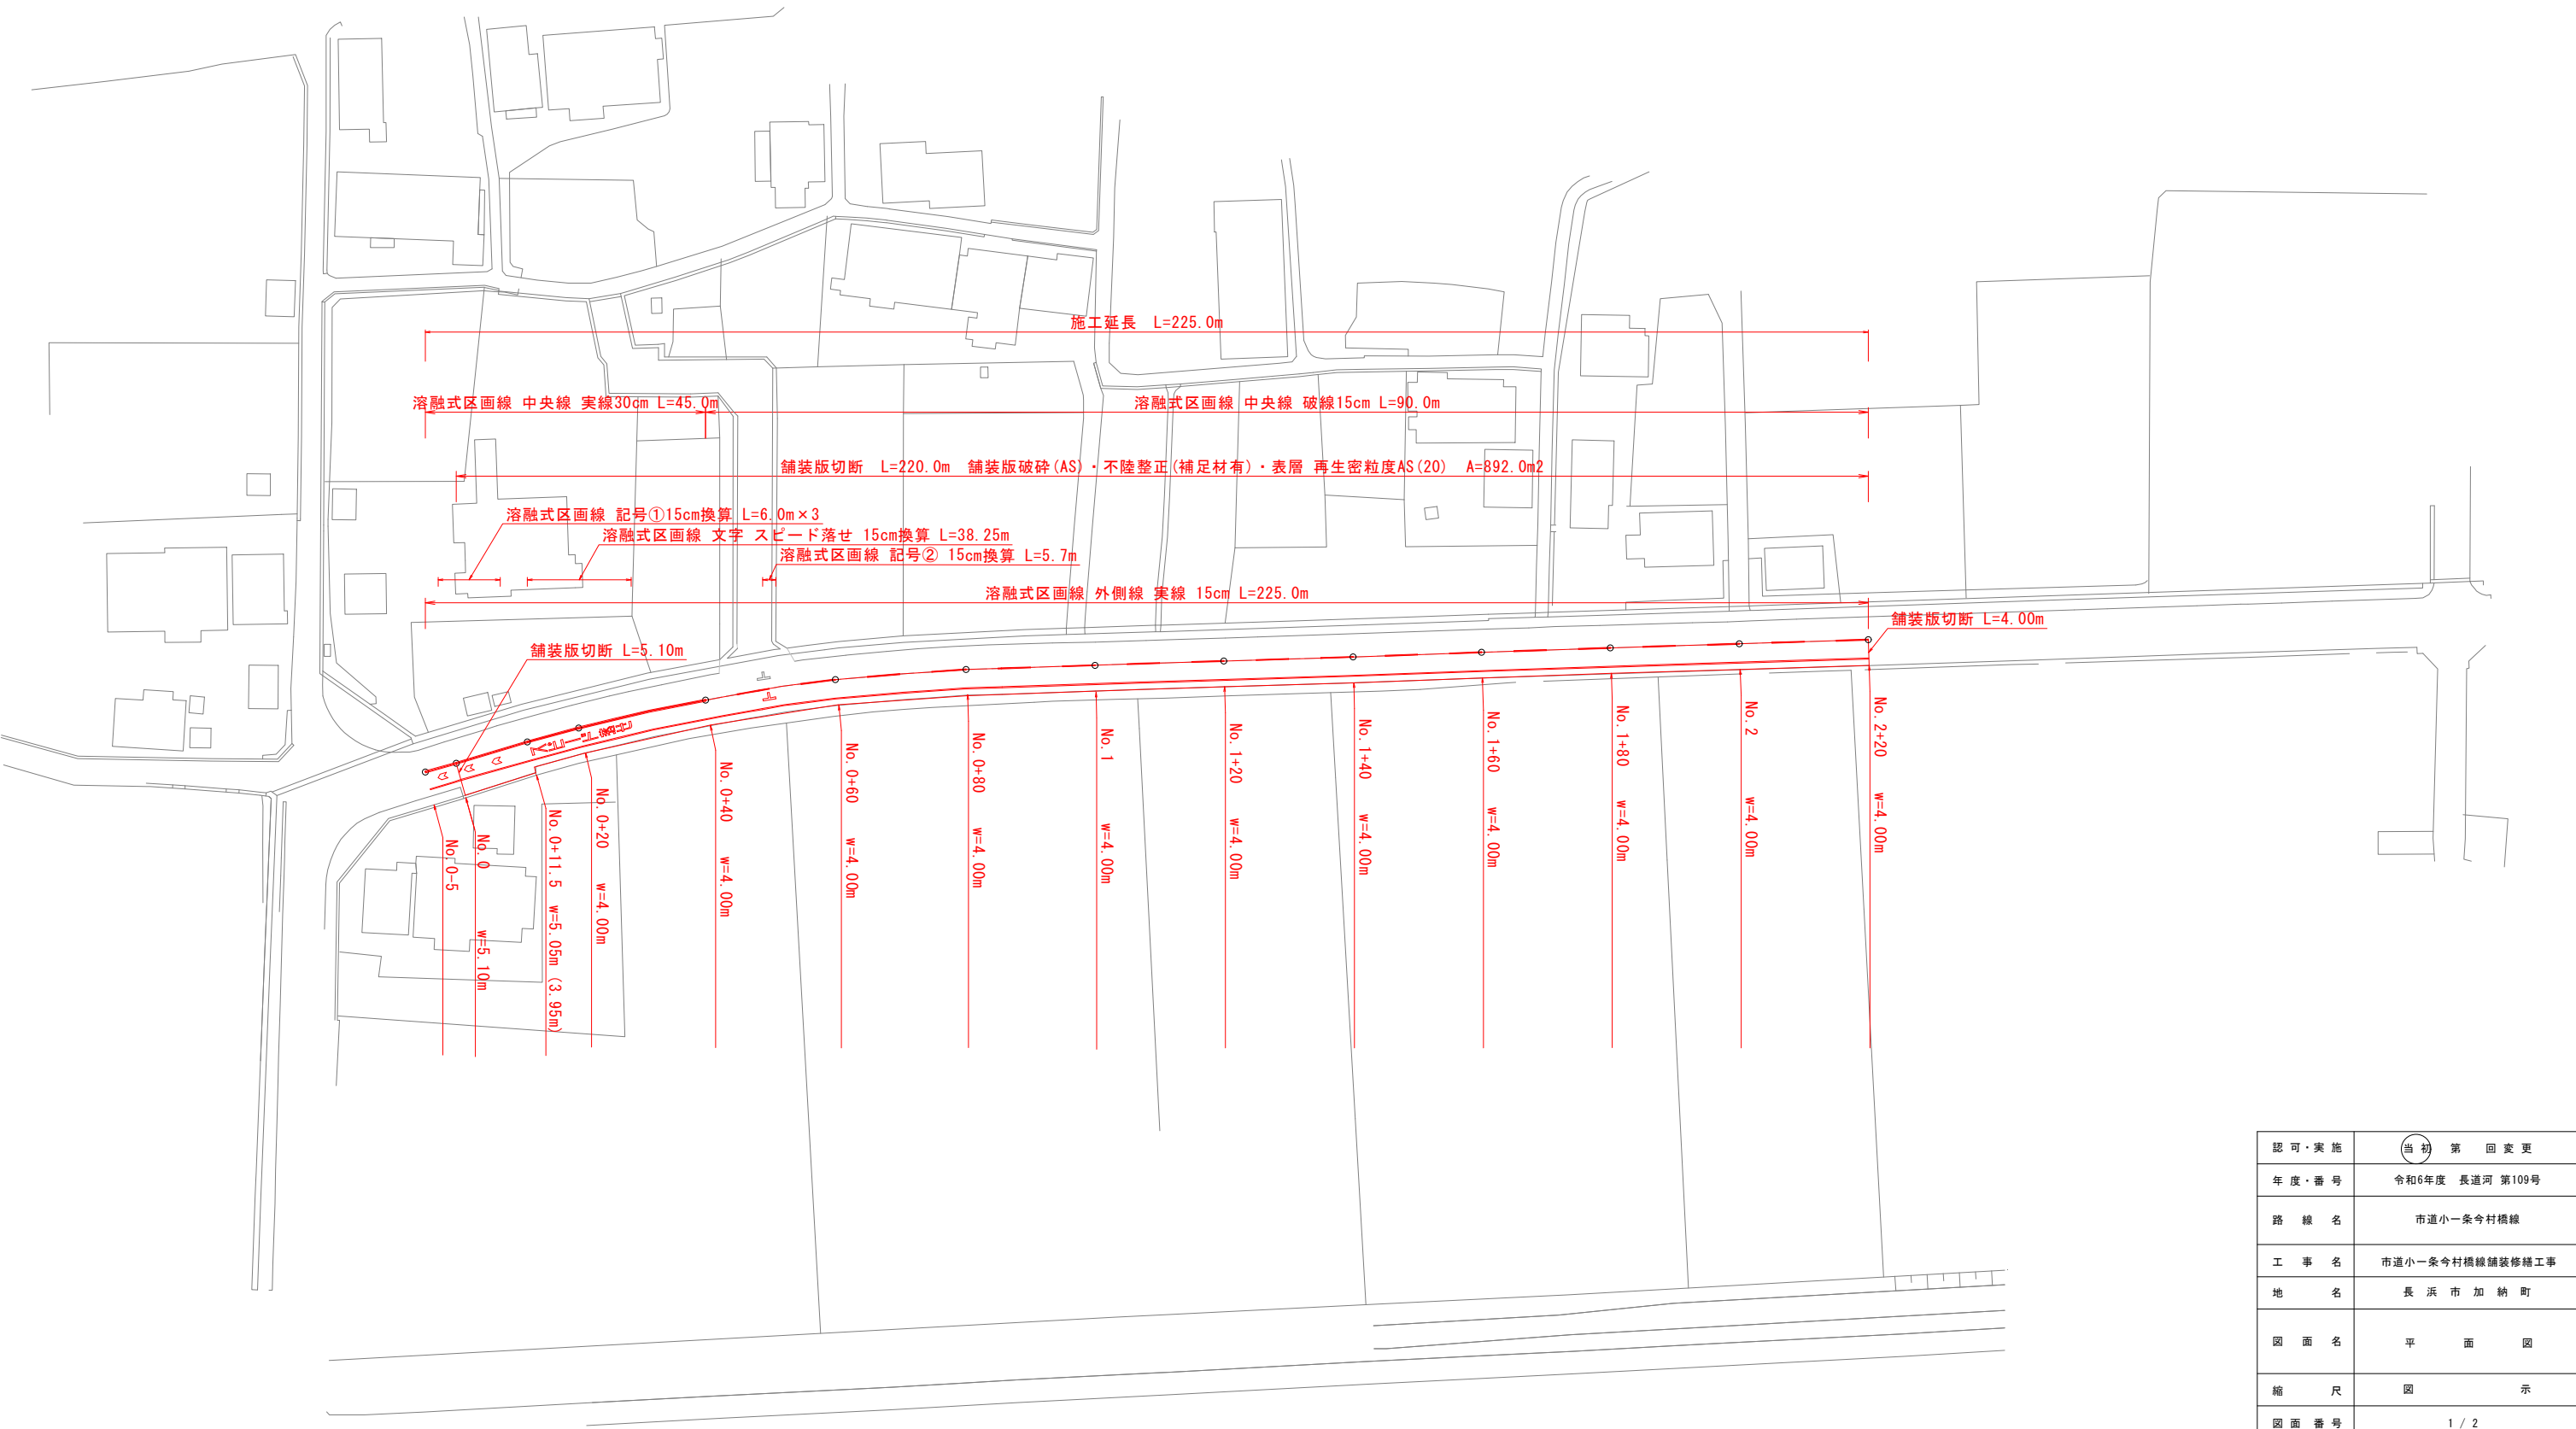 施工延長 L=225.0m
溶融式区画線 中央線 実線30cm L=45.0m
溶融式区画線 中央線 破線15cm L=90.0m
舗装版切断 L=220.0m 舗装版破砕(AS)・不陸整正(補足材有)・表層 再生密粒度AS(20) A=892.0m2
溶融式区画線 記号①15cm換算 L=6.0m×3
溶融式区画線 文字 スピード落せ 15cm換算 L=38.25m
溶融式区画線 記号② 15cm換算 L=5.7m
溶融式区画線 外側線 実線 15cm L=225.0m
舗装版切断 L=4.00m
舗装版切断 L=5.10m
No.0-5
No.0 w=5.10m
No.0+11.5 w=5.05m (3.95m)
No.0+20 w=4.00m
No.0+40 w=4.00m
No.0+60 w=4.00m
No.0+80 w=4.00m
No.1 w=4.00m
No.1+20 w=4.00m
No.1+40 w=4.00m
No.1+60 w=4.00m
No.1+80 w=4.00m
No.2 w=4.00m
No.2+20 w=4.00m
認可・実施 当初 第 回変更
年度・番号 令和6年度 長道河 第109号
路線名 市道小一条今村橋線
工事名 市道小一条今村橋線舗装修繕工事
地名 長浜市加納町
図面名 平面図
縮尺 図示
図面番号 1 / 2